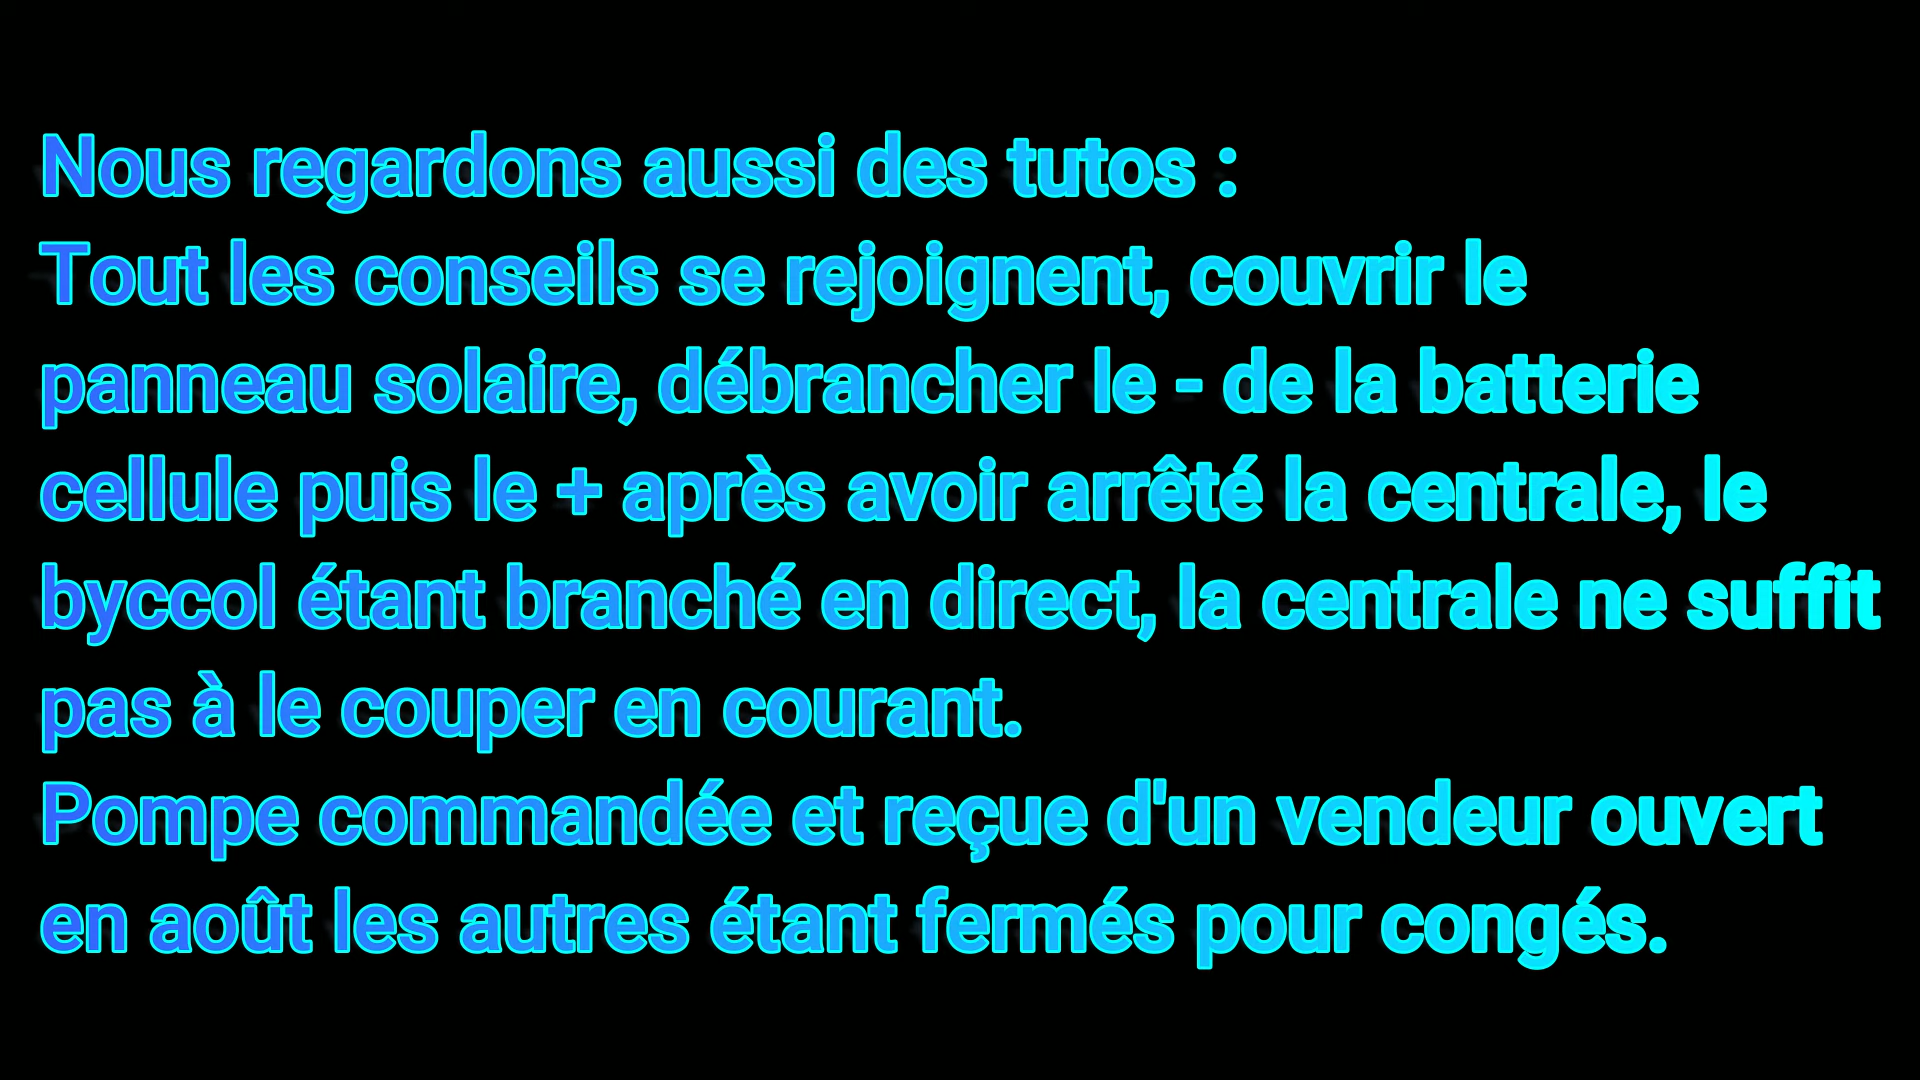 Nous regardons aussi des tutos :
Tout les conseils se rejoignent, couvrir le
panneau solaire, débrancher le - de la batterie
cellule puis le + après avoir arrêté la centrale, le
byccol étant branché en direct, la centrale ne suffit
pas à le couper en courant.
Pompe commandée et reçue d'un vendeur ouvert
en août les autres étant fermés pour congés.